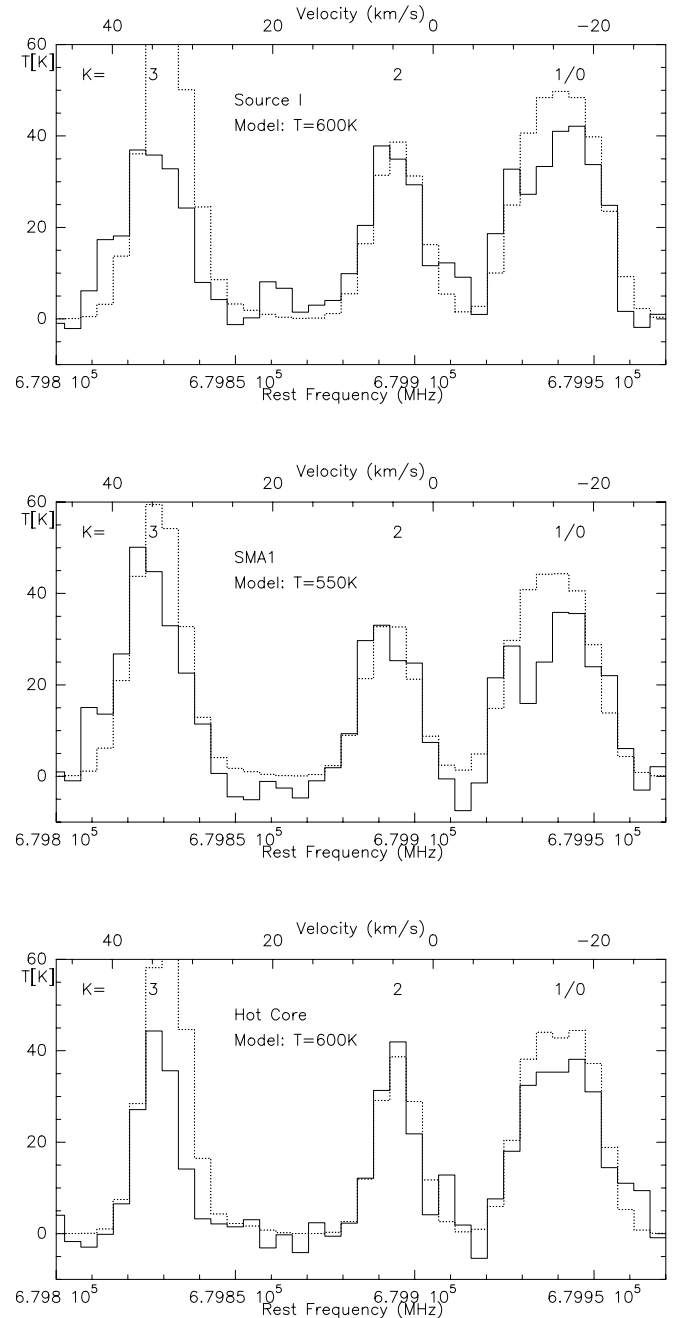 Velocity (km/s)
40 20 0 −20
60
T[K]
K= 3 2 1/0
Source I
Model: T=600K
40
20
0
6.798 10⁵ 6.7985 10⁵ 6.799 10⁵ 6.7995 10⁵
Rest Frequency (MHz)
Velocity (km/s)
40 20 0 −20
60
T[K]
K= 3 2 1/0
SMA1
Model: T=550K
40
20
0
6.798 10⁵ 6.7985 10⁵ 6.799 10⁵ 6.7995 10⁵
Rest Frequency (MHz)
Velocity (km/s)
40 20 0 −20
60
T[K]
K= 3 2 1/0
Hot Core
Model: T=600K
40
20
0
6.798 10⁵ 6.7985 10⁵ 6.799 10⁵ 6.7995 10⁵
Rest Frequency (MHz)